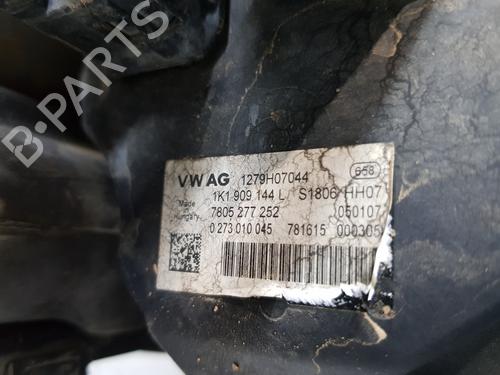 B-PARTS
VW AG 1279H07044 658
1K1 909 144 L S1806 HH07
Made in Hungary 7805 277 252 050107
0 273 010 045 781615 000305